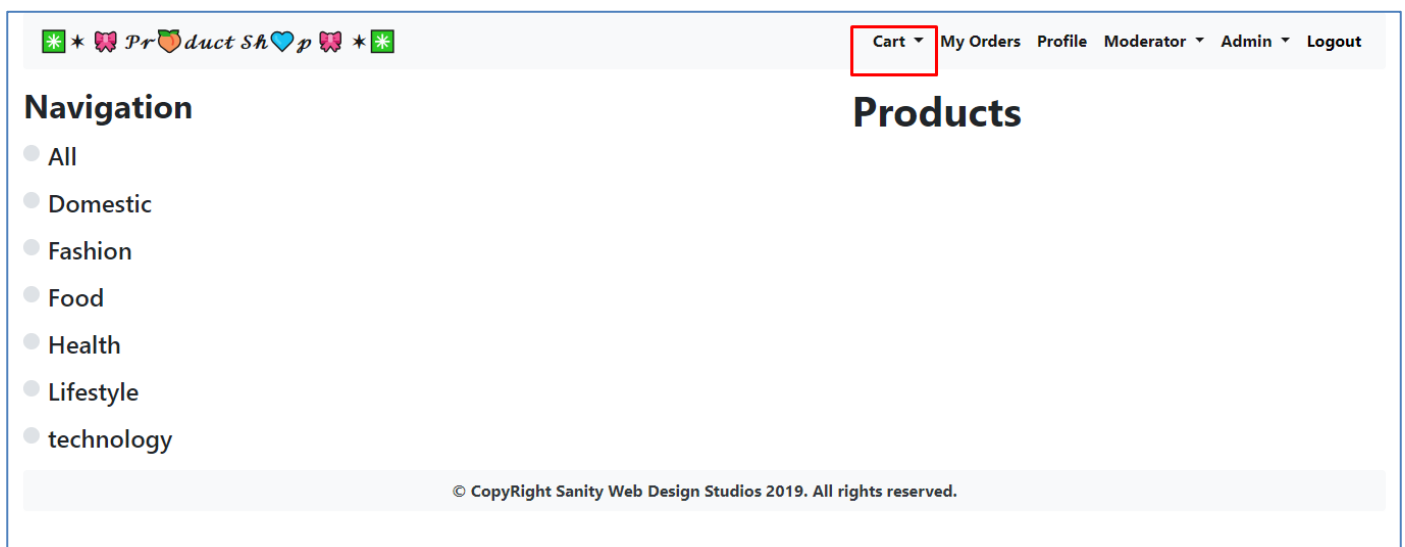 ✳️✶ 🎀 𝒫𝓇🍑𝒹𝓊𝒸𝓉 𝒮𝒽💙𝓅 🎀 ✶✳️
Cart My Orders Profile Moderator Admin Logout
Navigation
Products
All
Domestic
Fashion
Food
Health
Lifestyle
technology
© CopyRight Sanity Web Design Studios 2019. All rights reserved.